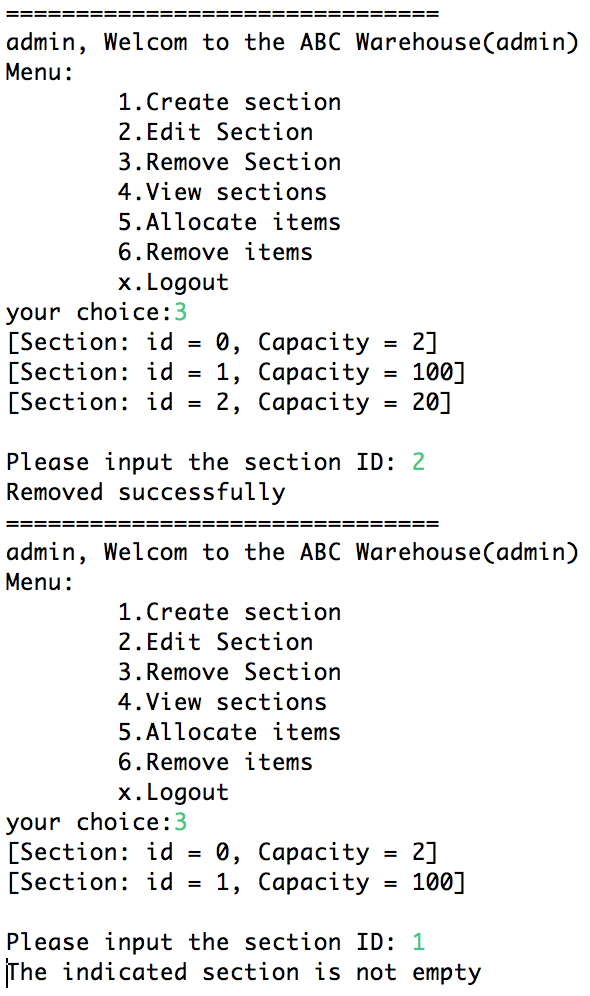 ===============================
admin, Welcom to the ABC Warehouse(admin)
Menu:
1.Create section
2.Edit Section
3.Remove Section
4.View sections
5.Allocate items
6.Remove items
x.Logout
your choice:3
[Section: id = 0, Capacity = 2]
[Section: id = 1, Capacity = 100]
[Section: id = 2, Capacity = 20]
Please input the section ID: 2
Removed successfully
===============================
admin, Welcom to the ABC Warehouse(admin)
Menu:
1.Create section
2.Edit Section
3.Remove Section
4.View sections
5.Allocate items
6.Remove items
x.Logout
your choice:3
[Section: id = 0, Capacity = 2]
[Section: id = 1, Capacity = 100]
Please input the section ID: 1
The indicated section is not empty